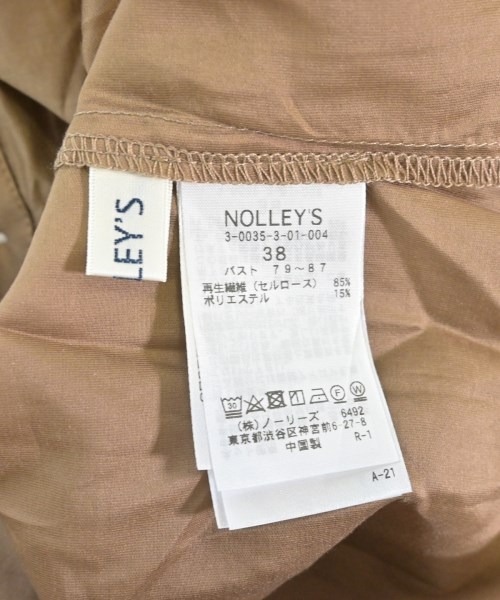 LEY'S
NOLLEY'S
3-0035-3-01-004
38
バスト 79~87
再生繊維 (セルロース) 85%
ポリエステル 15%
30
F W
(株)ノーリーズ 6492
東京都渋谷区神宮前6-27-8
中国製 R-1
A-21